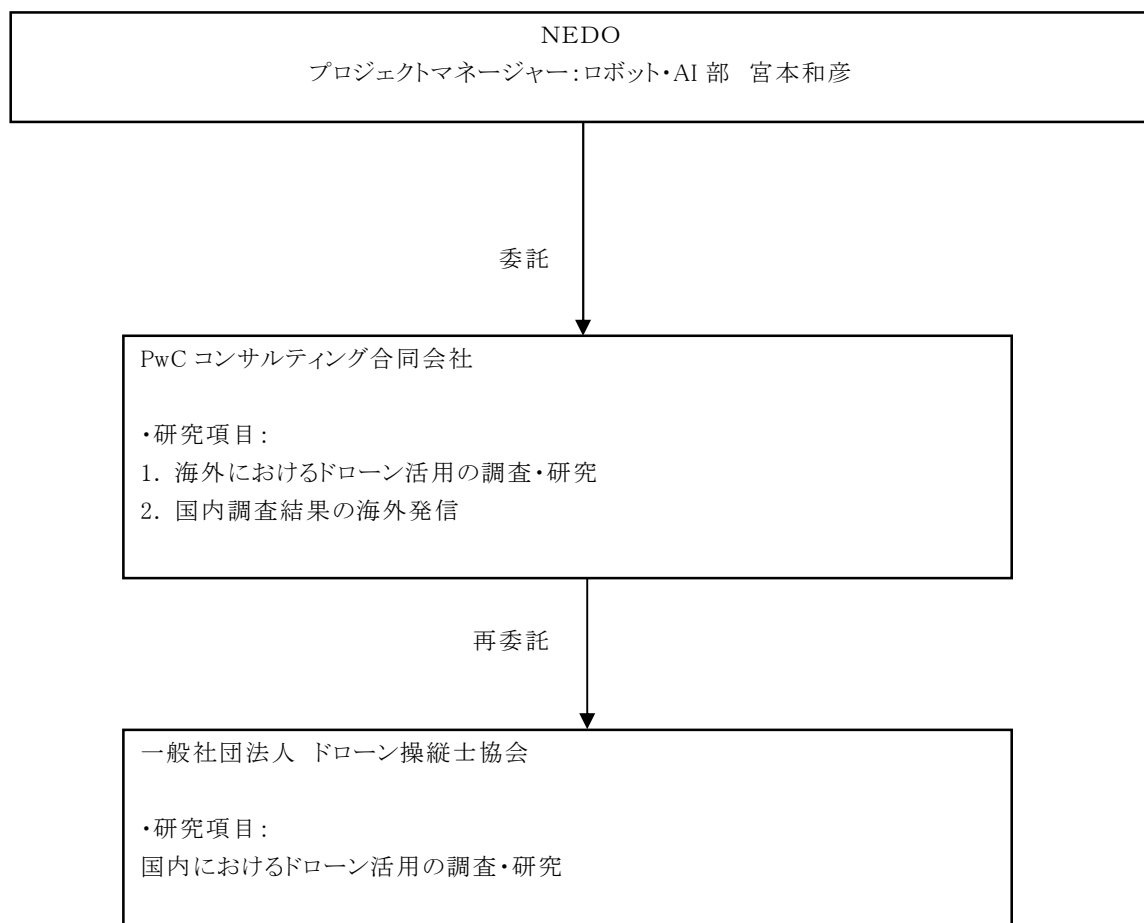 NEDO
プロジェクトマネージャー：ロボット・AI 部　宮本和彦
委託
PwC コンサルティング合同会社
・研究項目：
1. 海外におけるドローン活用の調査・研究
2. 国内調査結果の海外発信
再委託
一般社団法人　ドローン操縦士協会
・研究項目：
国内におけるドローン活用の調査・研究